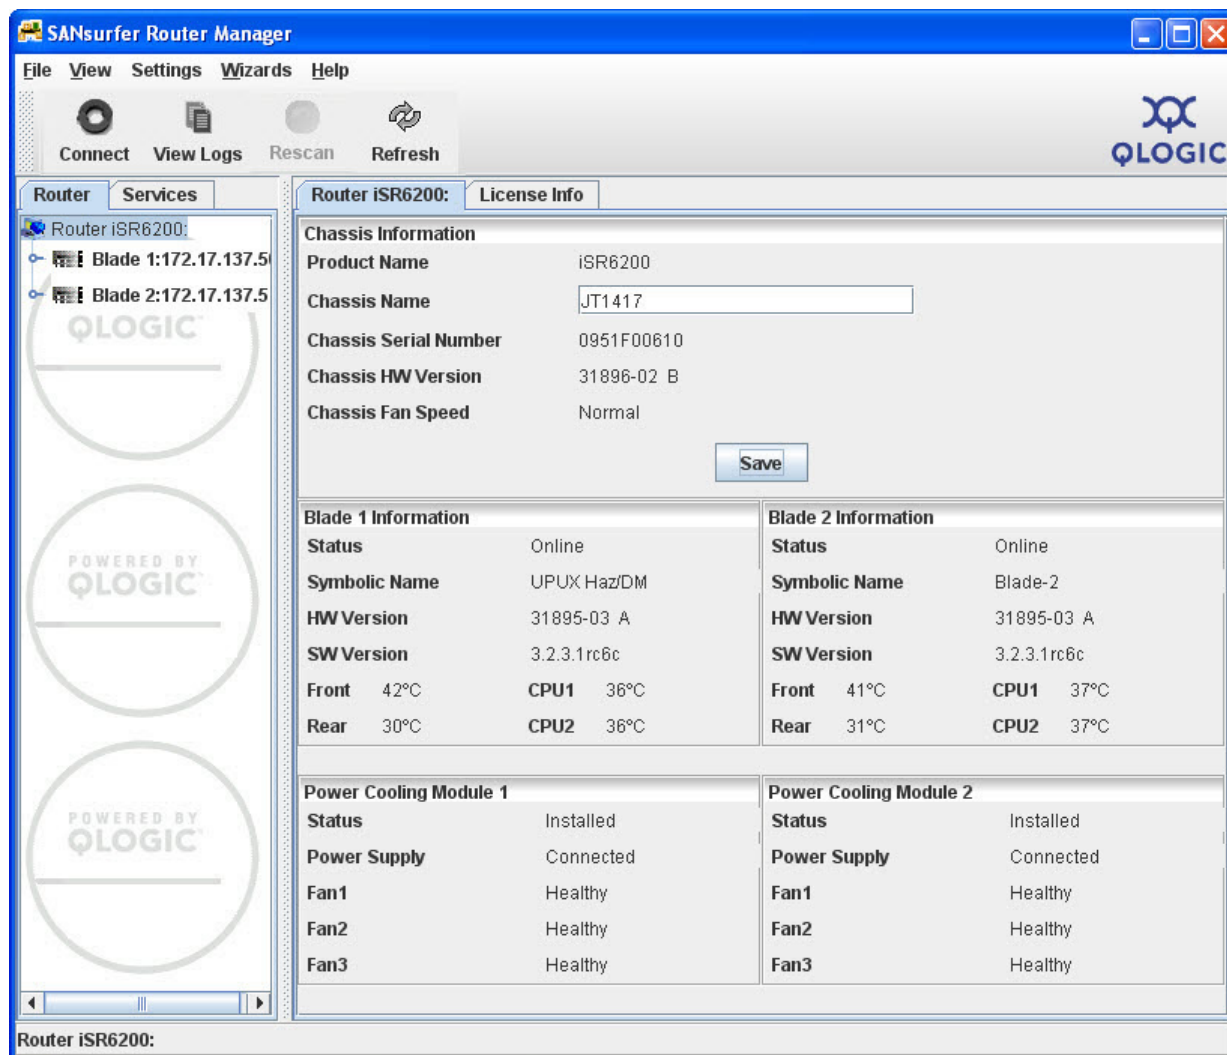 SANsurfer Router Manager
File View Settings Wizards Help
Connect View Logs Rescan Refresh
QLOGIC
Router Services
Router iSR6200: License Info
Router iSR6200:
Blade 1:172.17.137.5
Blade 2:172.17.137.5
QLOGIC
POWERED BY
QLOGIC
POWERED BY
QLOGIC
Chassis Information
Product Name iSR6200
Chassis Name JT1417
Chassis Serial Number 0951F00610
Chassis HW Version 31896-02 B
Chassis Fan Speed Normal
Save
Blade 1 Information
Status Online
Symbolic Name UPUX Haz/DM
HW Version 31895-03 A
SW Version 3.2.3.1rc6c
Front 42°C CPU1 36°C
Rear 30°C CPU2 36°C
Blade 2 Information
Status Online
Symbolic Name Blade-2
HW Version 31895-03 A
SW Version 3.2.3.1rc6c
Front 41°C CPU1 37°C
Rear 31°C CPU2 37°C
Power Cooling Module 1
Status Installed
Power Supply Connected
Fan1 Healthy
Fan2 Healthy
Fan3 Healthy
Power Cooling Module 2
Status Installed
Power Supply Connected
Fan1 Healthy
Fan2 Healthy
Fan3 Healthy
Router iSR6200: